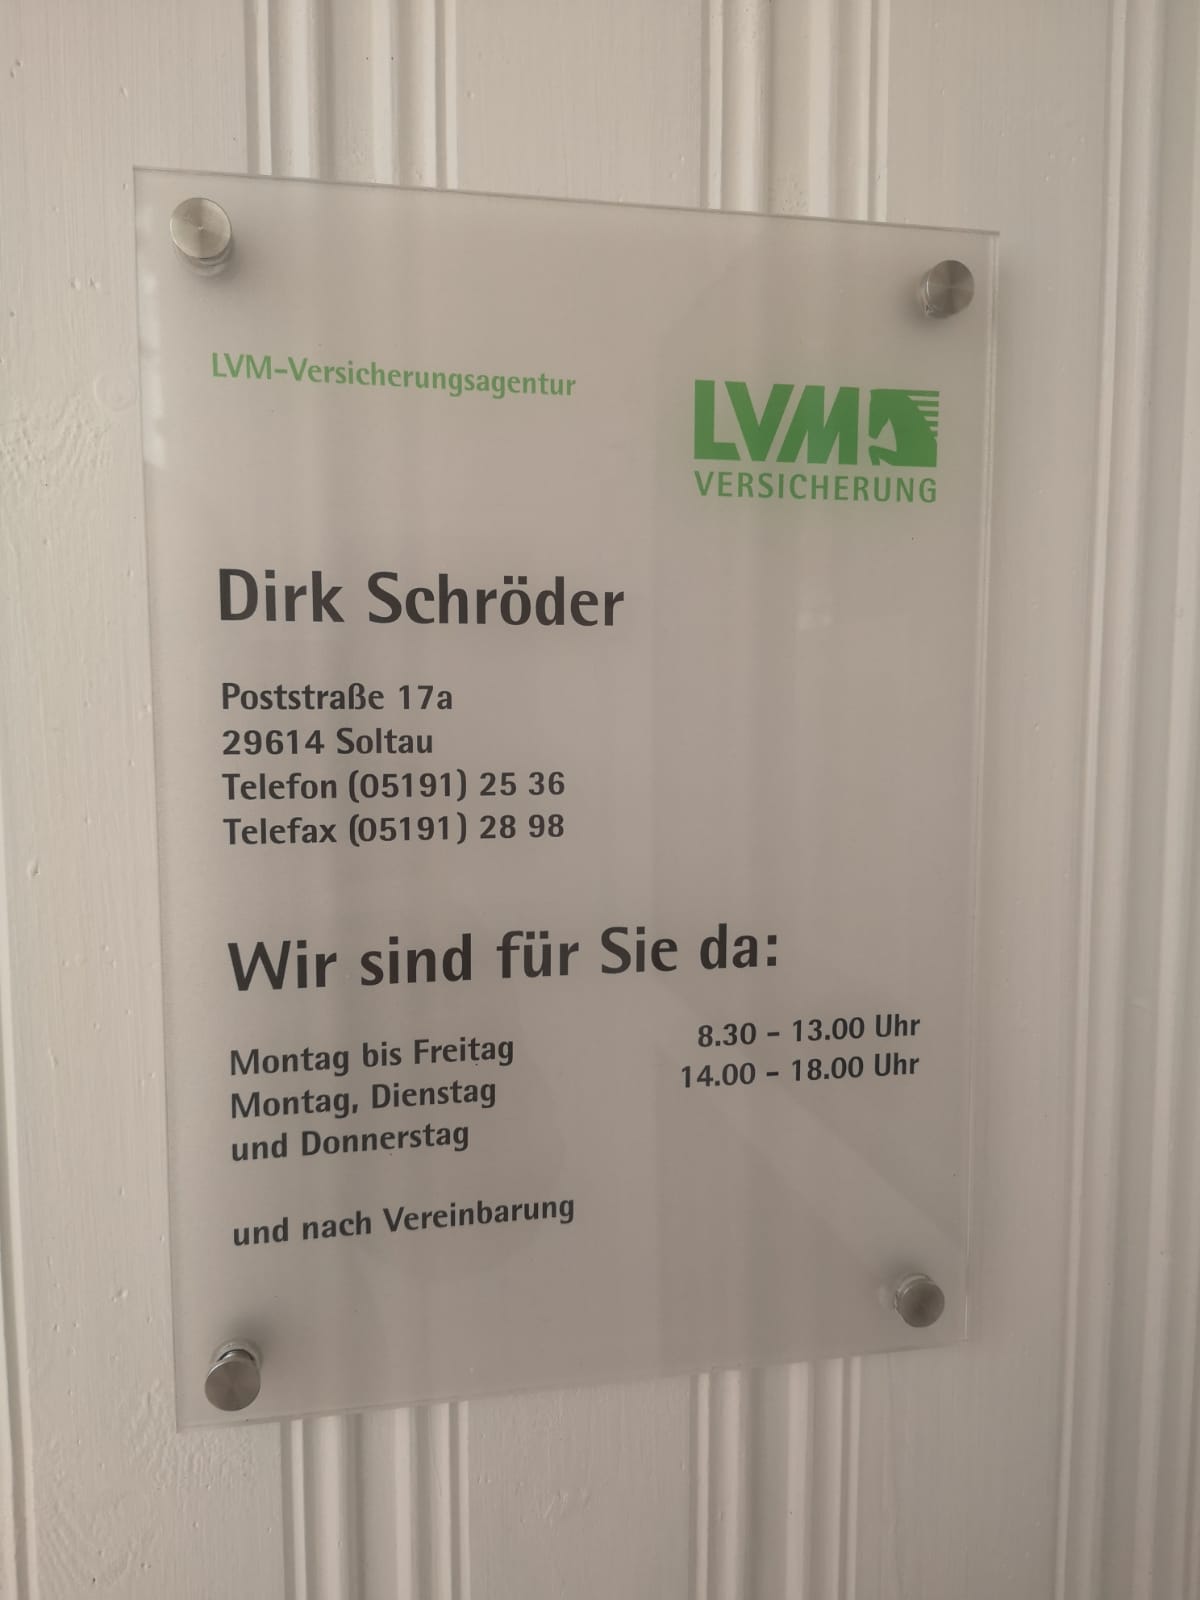 LVM-Versicherungsagentur
LVM
VERSICHERUNG
Dirk Schröder
Poststraße 17a
29614 Soltau
Telefon (05191) 25 36
Telefax (05191) 28 98
Wir sind für Sie da:
Montag bis Freitag 8.30 - 13.00 Uhr
Montag, Dienstag 14.00 - 18.00 Uhr
und Donnerstag
und nach Vereinbarung